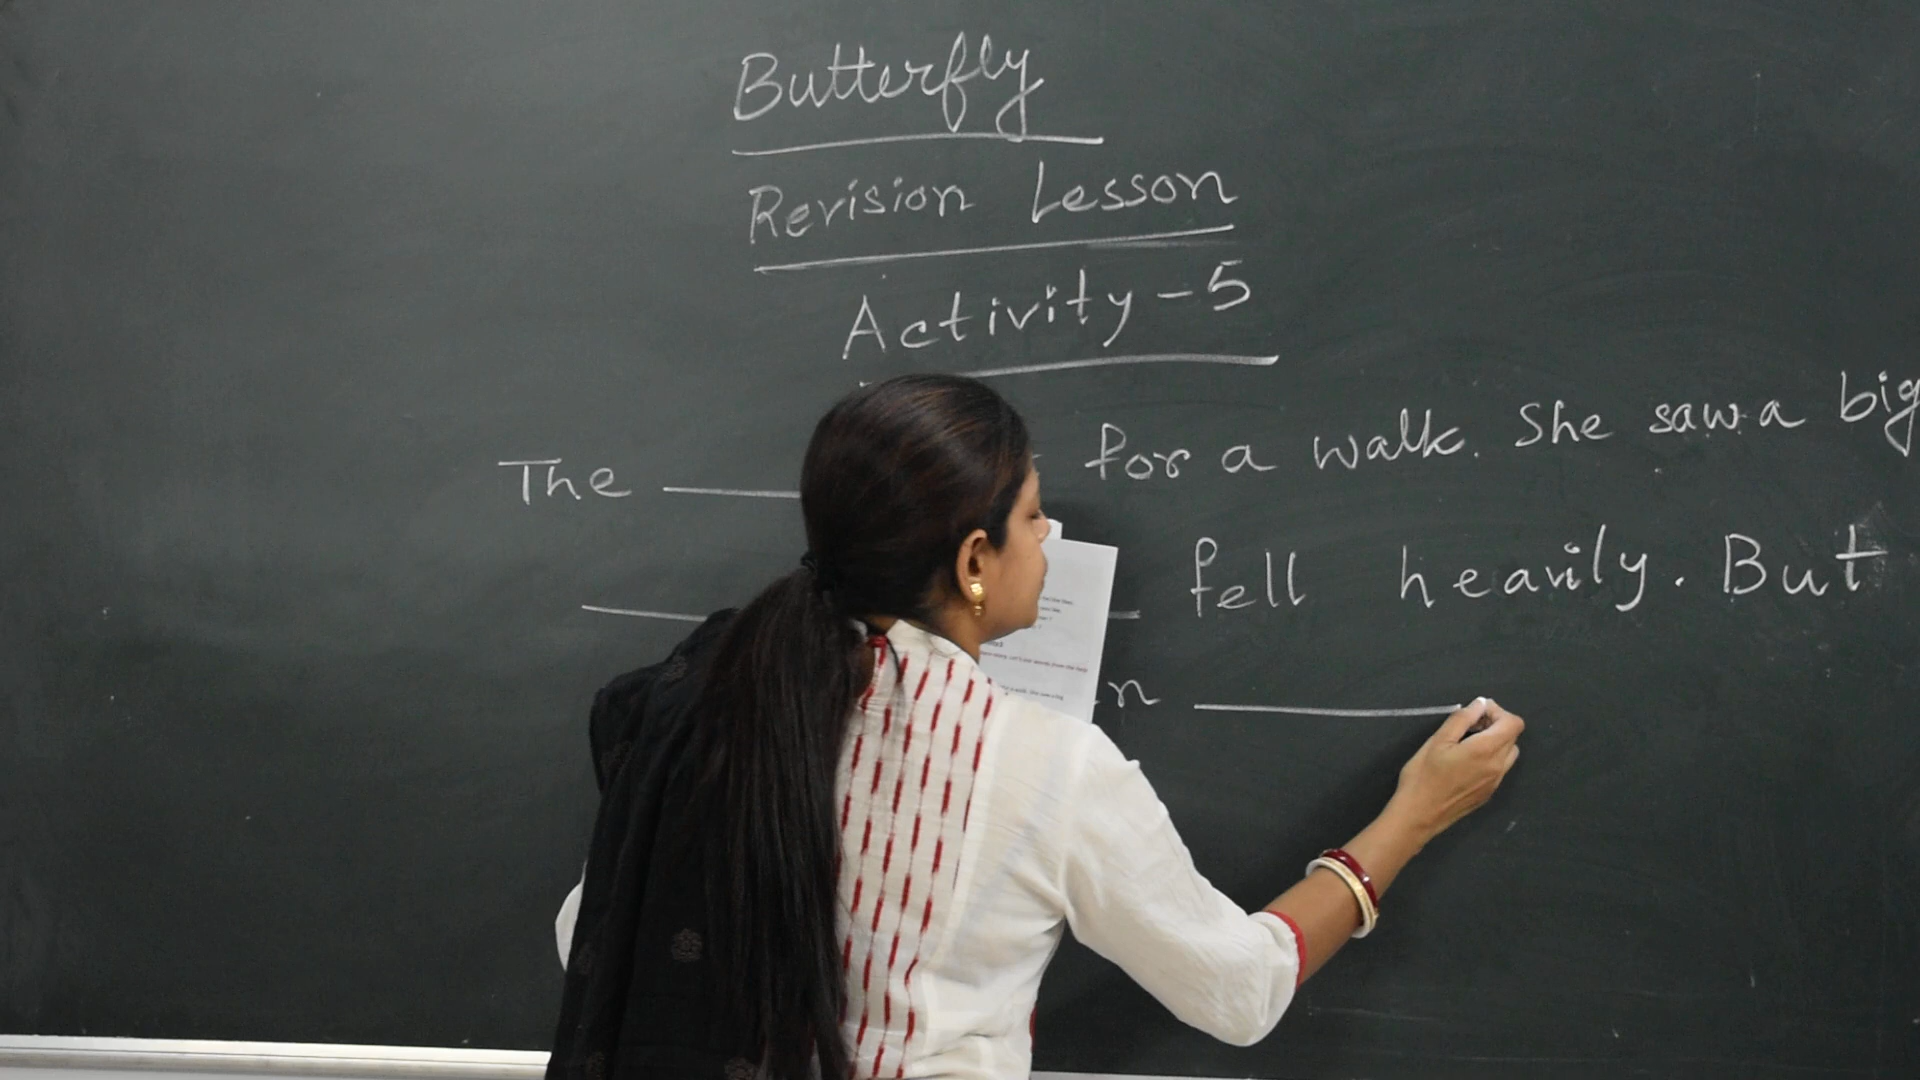 Butterfly
Revision Lesson
Activity-5
The ______ for a walk. She saw a big
______ fell heavily. But
______